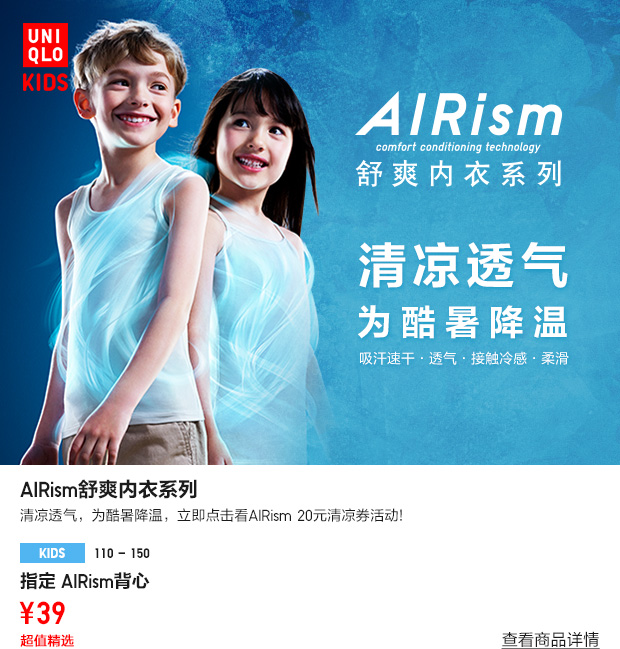 UNI
QLO
KIDS
AIRism
comfort conditioning technology
舒爽内衣系列
清凉透气
为酷暑降温
吸汗速干·透气·接触冷感·柔滑
AIRism舒爽内衣系列
清凉透气，为酷暑降温，立即点击看AIRism 20元清凉券活动!
KIDS 110 – 150
指定 AIRism背心
¥39
超值精选
查看商品详情